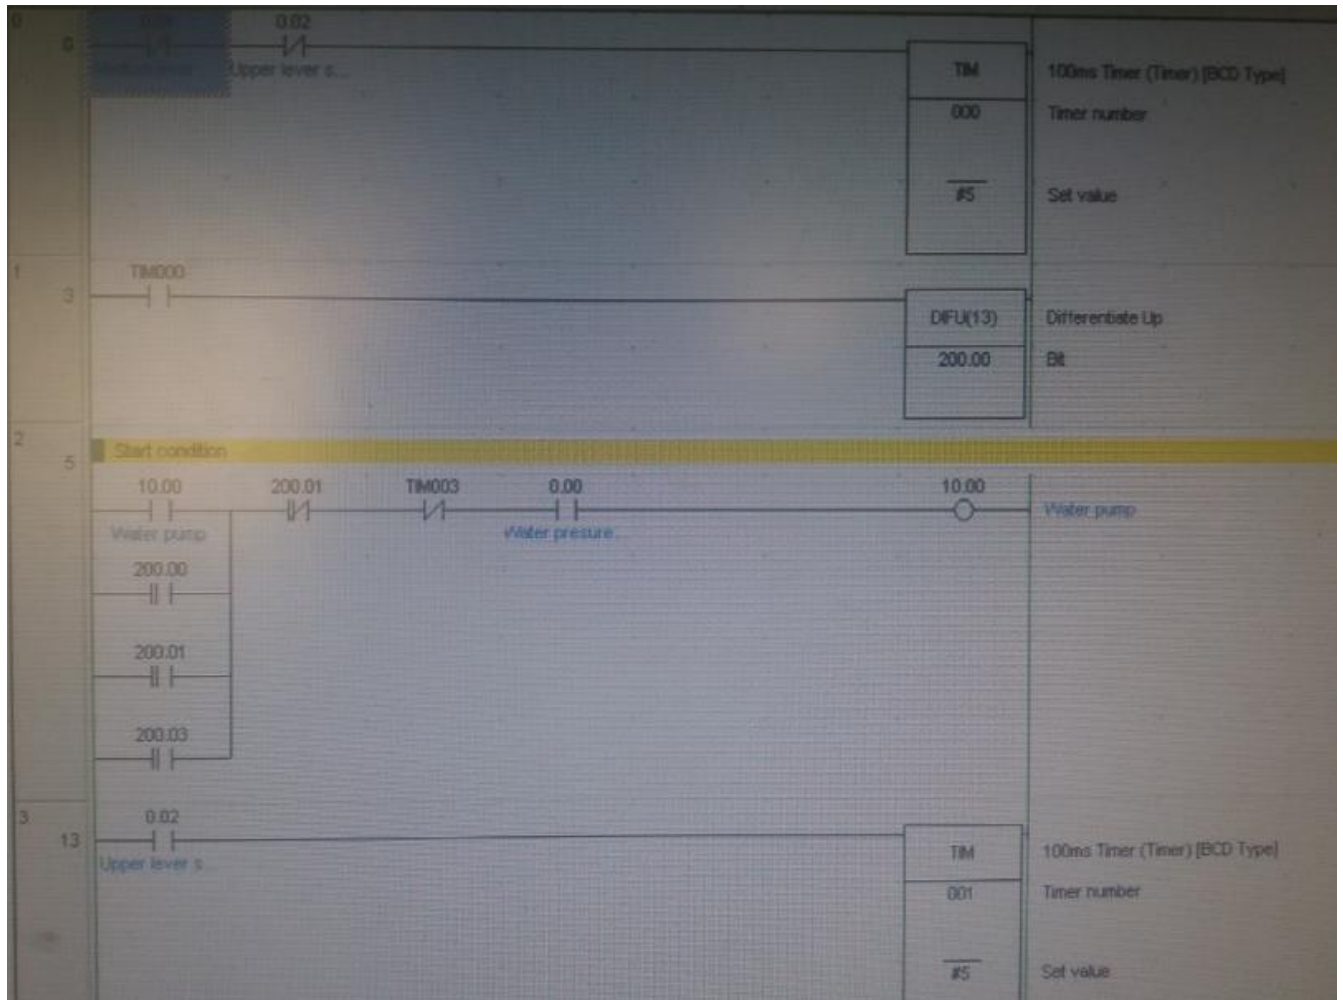 0
0.02
0
Upper lever s...
TIM
100ms Timer (Timer) [BCD Type]
000
Timer number
#5
Set value
1
TIM000
3
DIFU(13)
Differentiate Up
200.00
Bit
2
Start condition
5
10.00
200.01
TIM003
0.00
10.00
Water pump
Water presure...
Water pump
200.00
200.01
200.03
3
0.02
13
Upper lever s...
TIM
100ms Timer (Timer) [BCD Type]
001
Timer number
#5
Set value